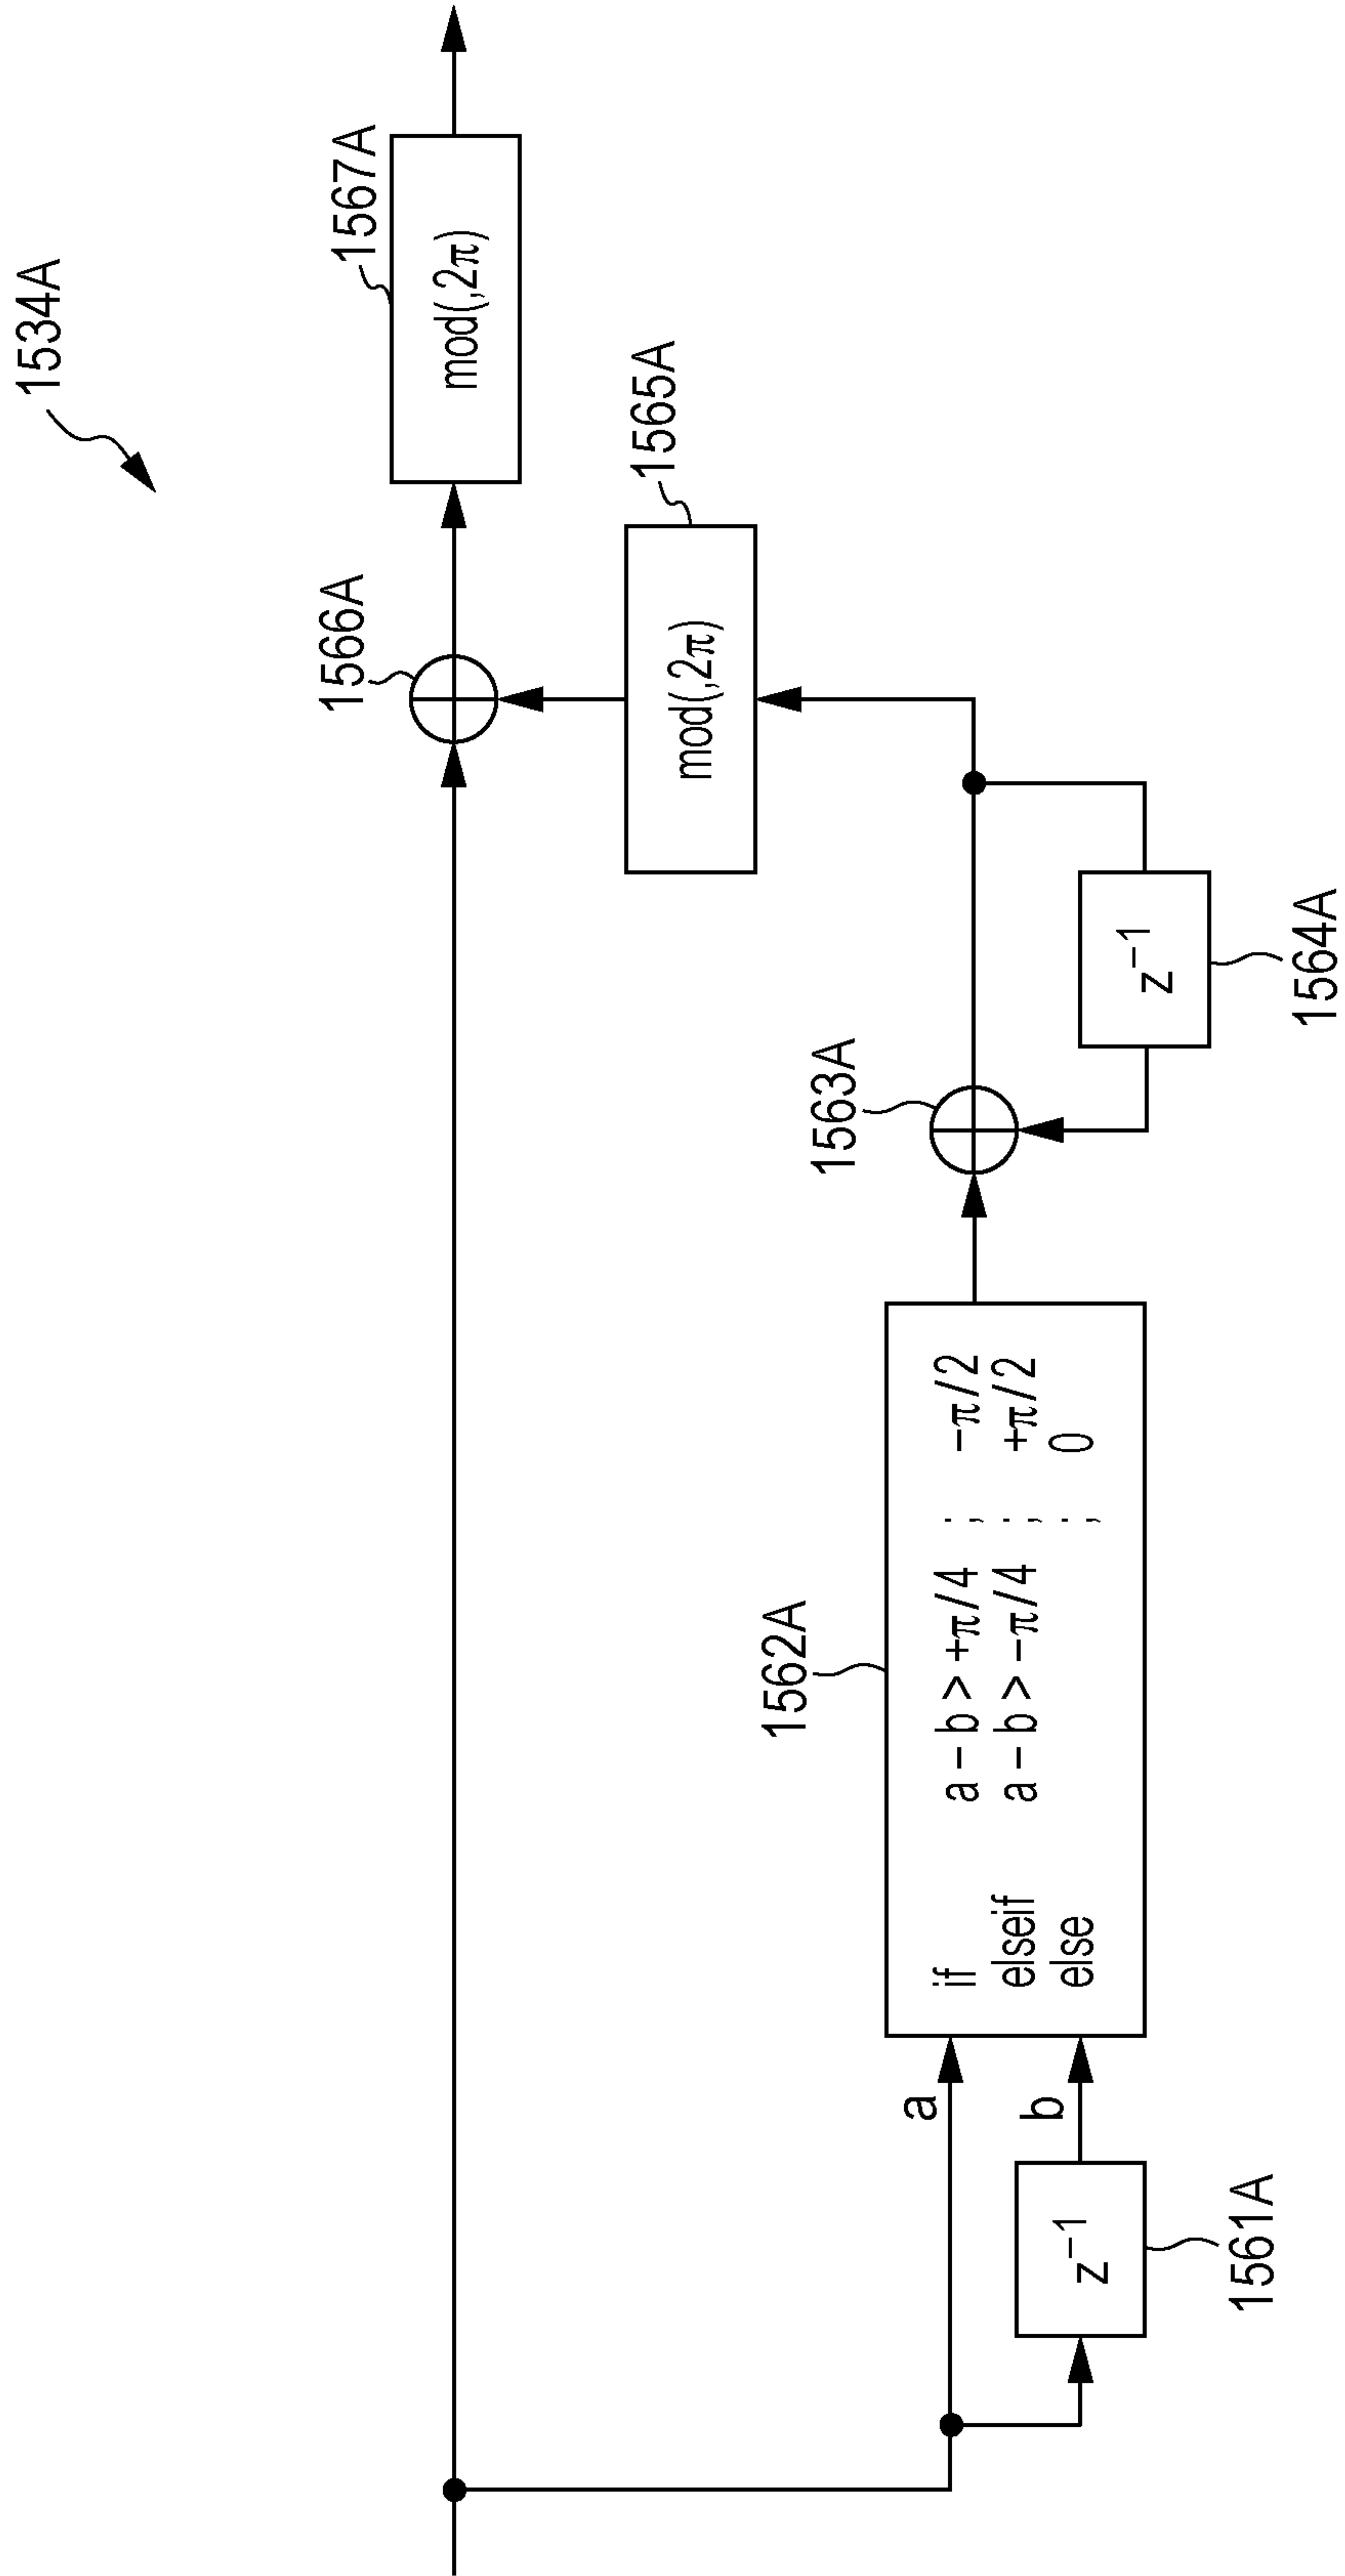 1534A
1567A
mod(,2π)
1566A
1565A
mod(,2π)
1563A
z⁻¹
1564A
1562A
if a - b > +π/4 ; -π/2
elseif a - b > -π/4 ; +π/2
else ; 0
a
b
z⁻¹
1561A